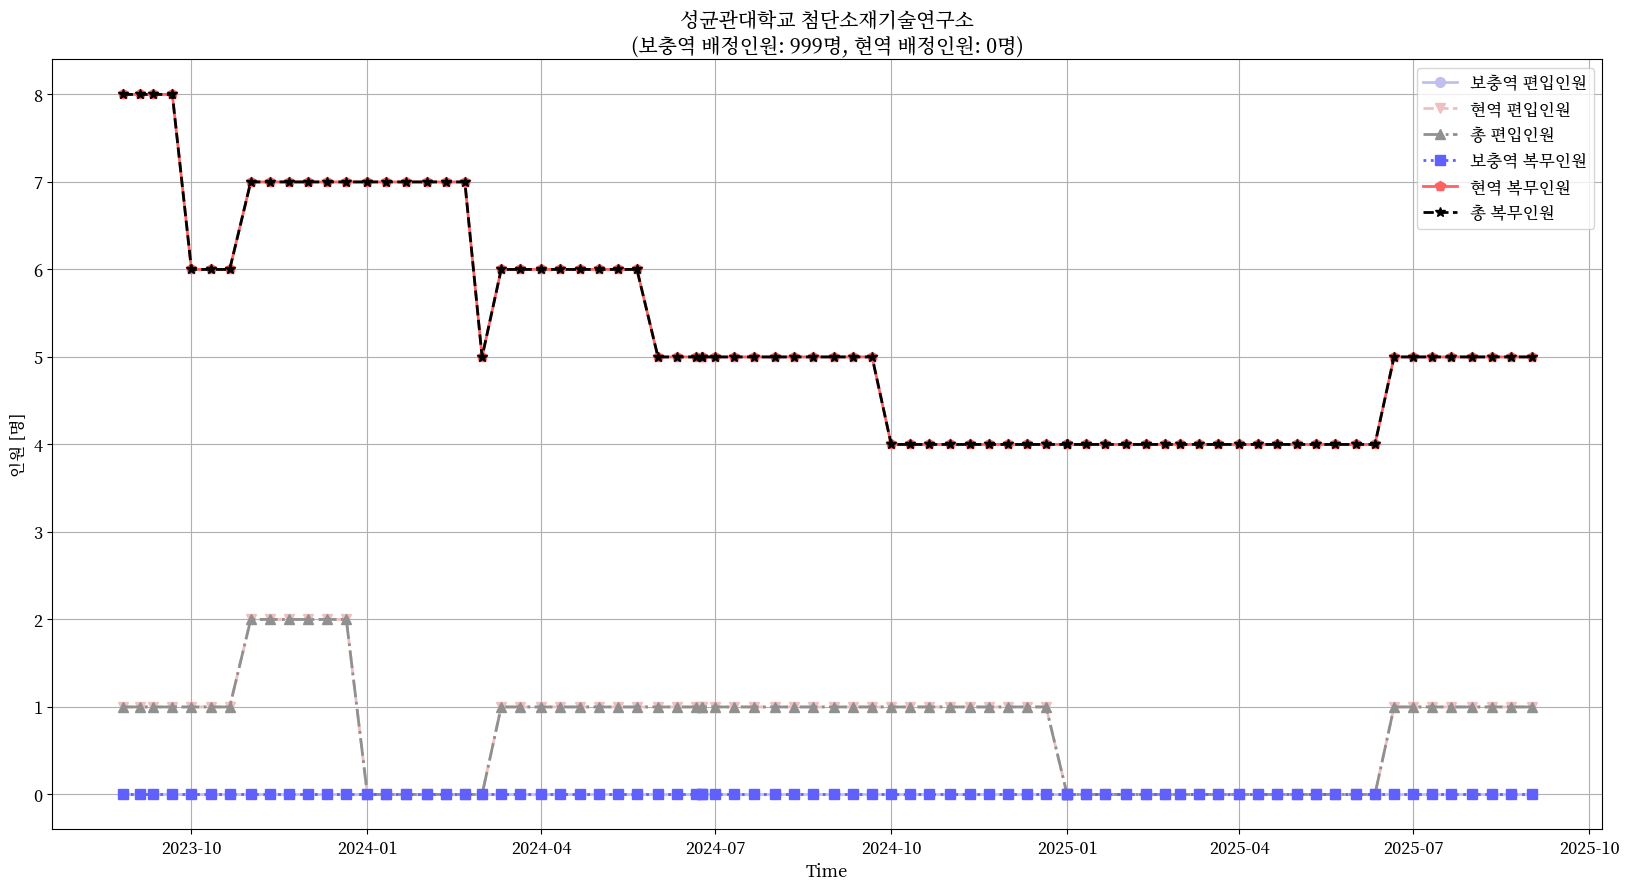 성균관대학교 첨단소재기술연구소
(보충역 배정인원: 999명, 현역 배정인원: 0명)
보충역 편입인원
현역 편입인원
총 편입인원
보충역 복무인원
현역 복무인원
총 복무인원
인원 [명]
8
7
6
5
4
3
2
1
0
2023-10
2024-01
2024-04
2024-07
2024-10
2025-01
2025-04
2025-07
2025-10
Time